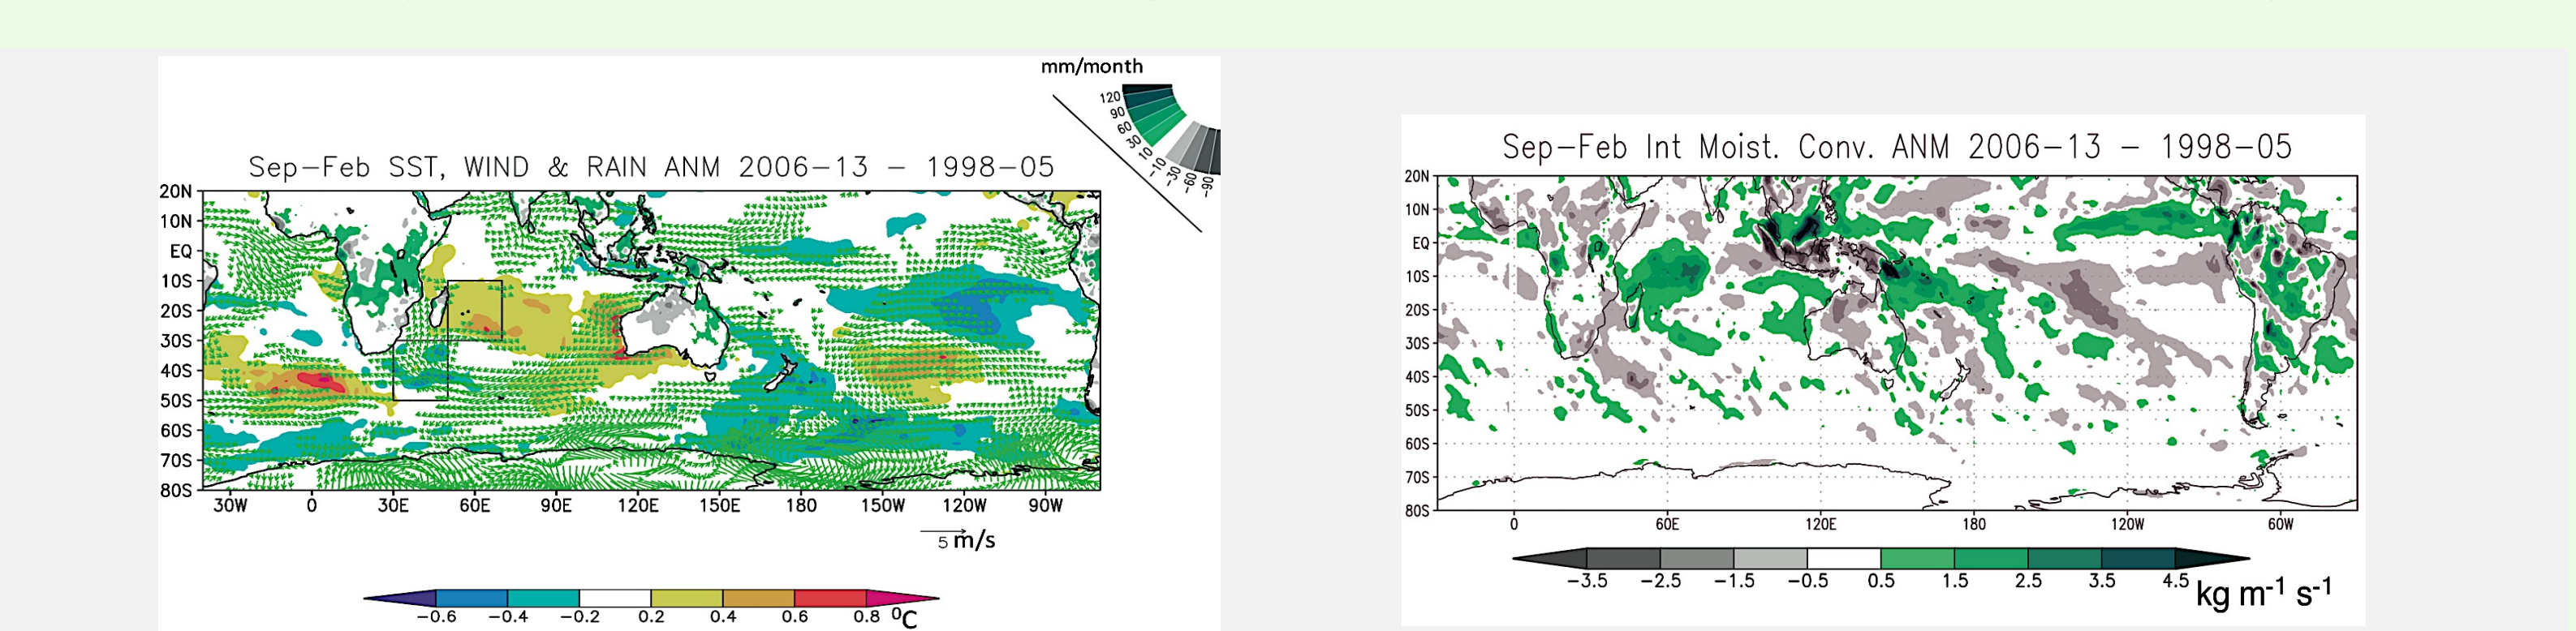 mm/month
120
90
60
30
10
-10
-30
-60
-90
Sep-Feb SST, WIND & RAIN ANM 2006-13 - 1998-05
20N
10N
EQ
10S
20S
30S
40S
50S
60S
70S
80S
30W 0 30E 60E 90E 120E 150E 180 150W 120W 90W
5 m/s
-0.6 -0.4 -0.2 0.2 0.4 0.6 0.8 ⁰C
Sep-Feb Int Moist. Conv. ANM 2006-13 - 1998-05
20N
10N
EQ
10S
20S
30S
40S
50S
60S
70S
80S
0 60E 120E 180 120W 60W
-3.5 -2.5 -1.5 -0.5 0.5 1.5 2.5 3.5 4.5 kg m⁻¹ s⁻¹